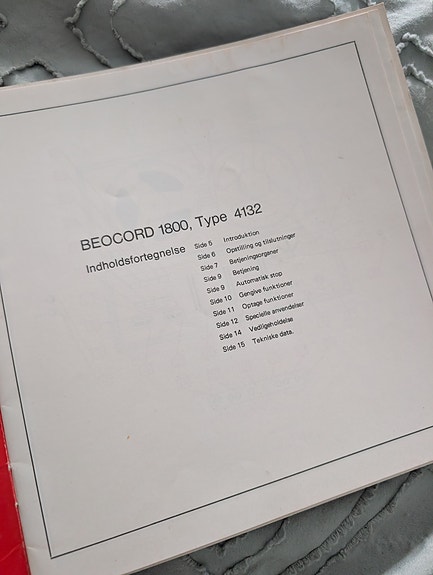 BEOCORD 1800, Type 4132
Indholdsfortegnelse Side 5 Introduktion
Side 6 Opstilling og tilslutninger
Side 7 Betjeningsorganer
Side 9 Betjening
Side 9 Automatisk stop
Side 10 Gengive funktioner
Side 11 Optage funktioner
Side 12 Specielle anvendelser
Side 14 Vedligeholdelse
Side 15 Tekniske data.